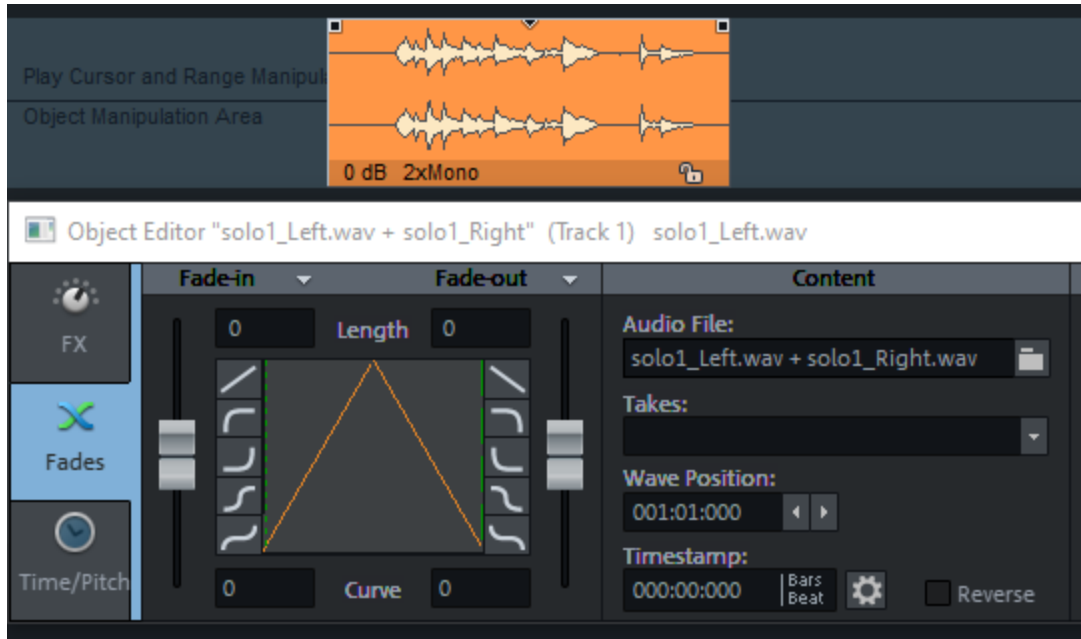 Play Cursor and Range Manipul
Object Manipulation Area
0 dB 2xMono
Object Editor "solo1_Left.wav + solo1_Right" (Track 1) solo1_Left.wav
FX
Fades
Time/Pitch
Fade-in
Fade-out
0 Length 0
0 Curve 0
Content
Audio File:
solo1_Left.wav + solo1_Right.wav
Takes:
Wave Position:
001:01:000
Timestamp:
000:00:000 Bars
Beat
Reverse